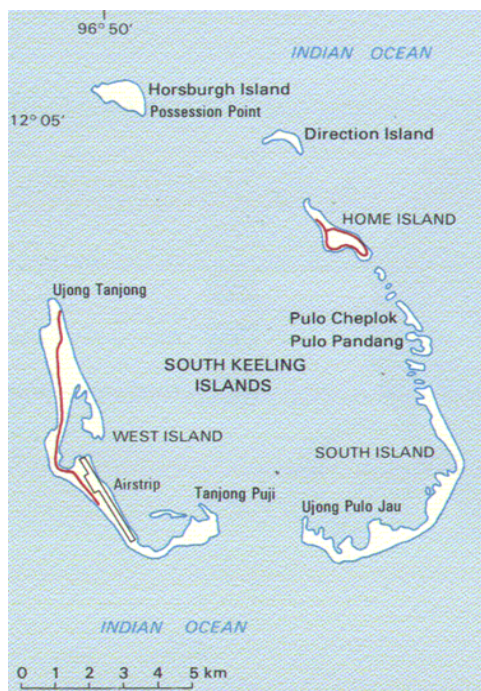 96° 50'
INDIAN OCEAN
Horsburgh Island
Possession Point
12° 05'
Direction Island
HOME ISLAND
Ujong Tanjong
Pulo Cheplok
Pulo Pandang
SOUTH KEELING
ISLANDS
WEST ISLAND
SOUTH ISLAND
Airstrip
Tanjong Puji
Ujong Pulo Jau
INDIAN OCEAN
0 1 2 3 4 5 km